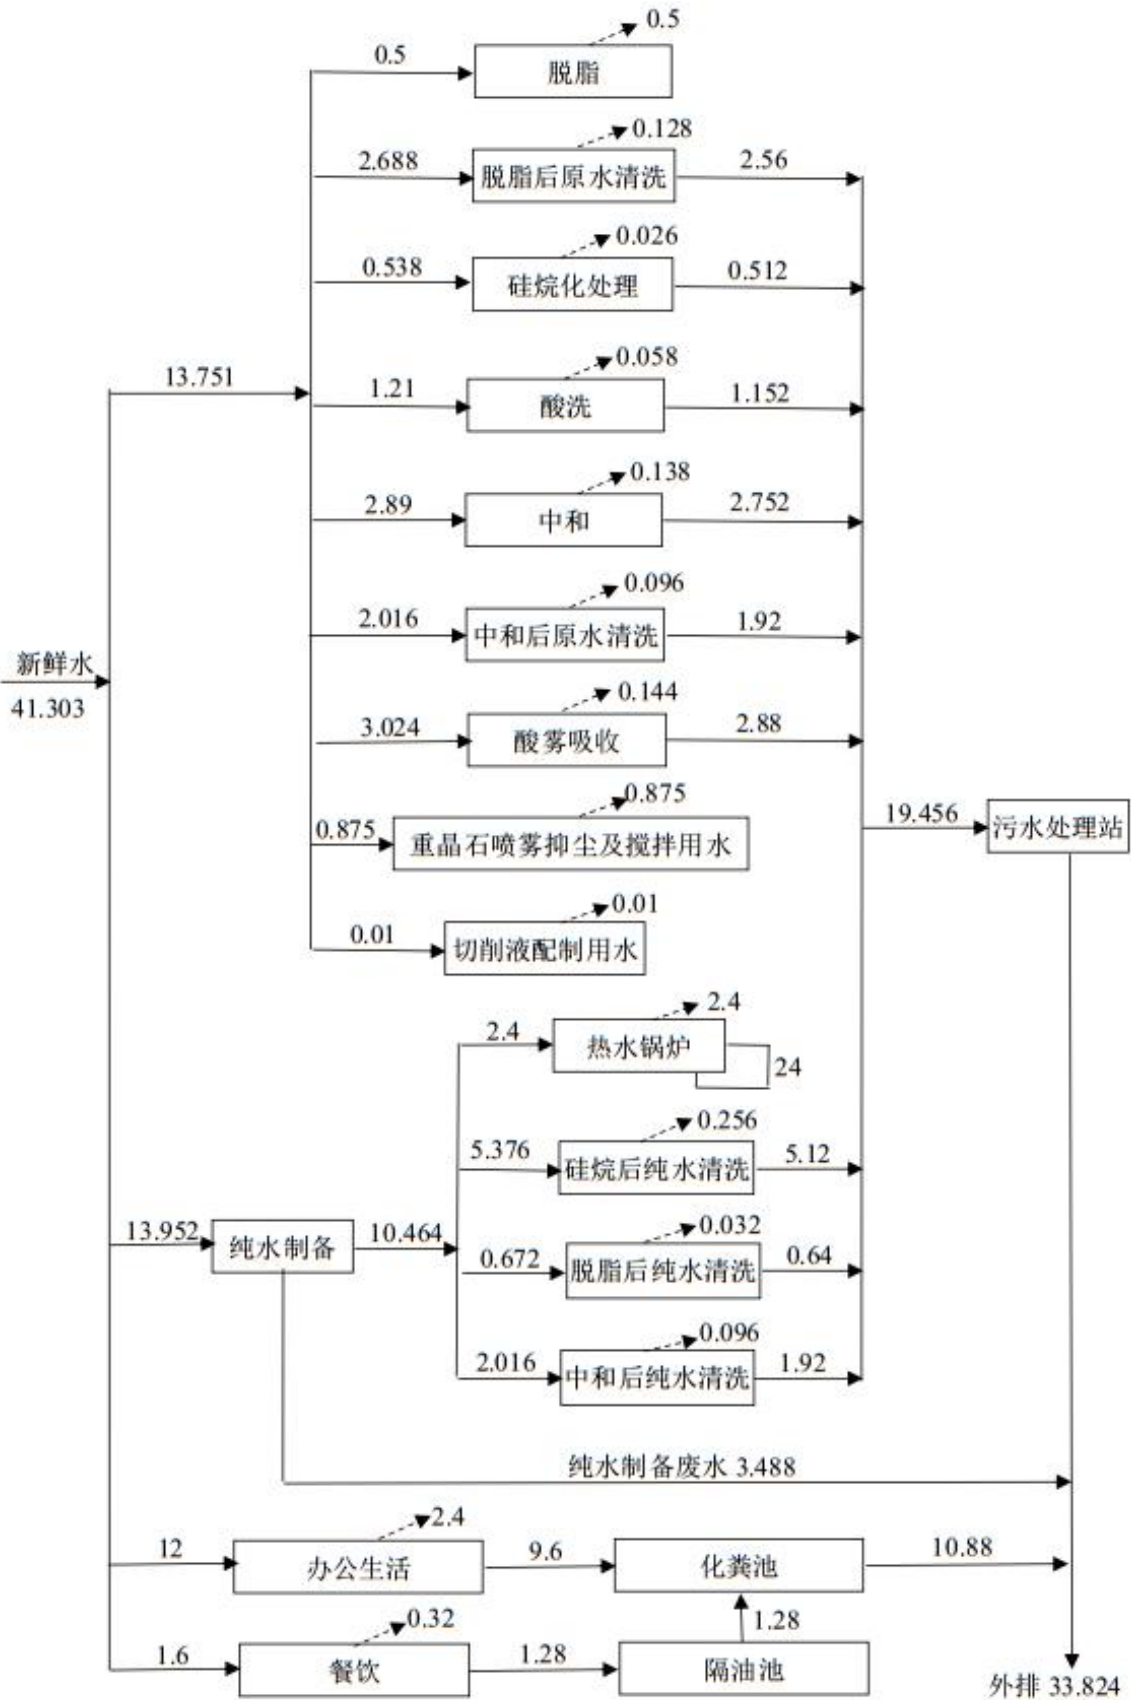 0.5
0.5
脱脂
0.128
2.688
脱脂后原水清洗
2.56
0.026
0.538
硅烷化处理
0.512
0.058
13.751
1.21
酸洗
1.152
0.138
2.89
中和
2.752
0.096
2.016
中和后原水清洗
1.92
新鲜水
41.303
0.144
3.024
酸雾吸收
2.88
0.875
0.875
重晶石喷雾抑尘及搅拌用水
19.456
污水处理站
0.01
0.01
切削液配制用水
2.4
2.4
热水锅炉
24
0.256
5.376
硅烷后纯水清洗
5.12
13.952
纯水制备
10.464
0.032
0.672
脱脂后纯水清洗
0.64
0.096
2.016
中和后纯水清洗
1.92
纯水制备废水 3.488
2.4
12
办公生活
9.6
化粪池
10.88
0.32
1.28
1.6
餐饮
1.28
隔油池
外排 33.824